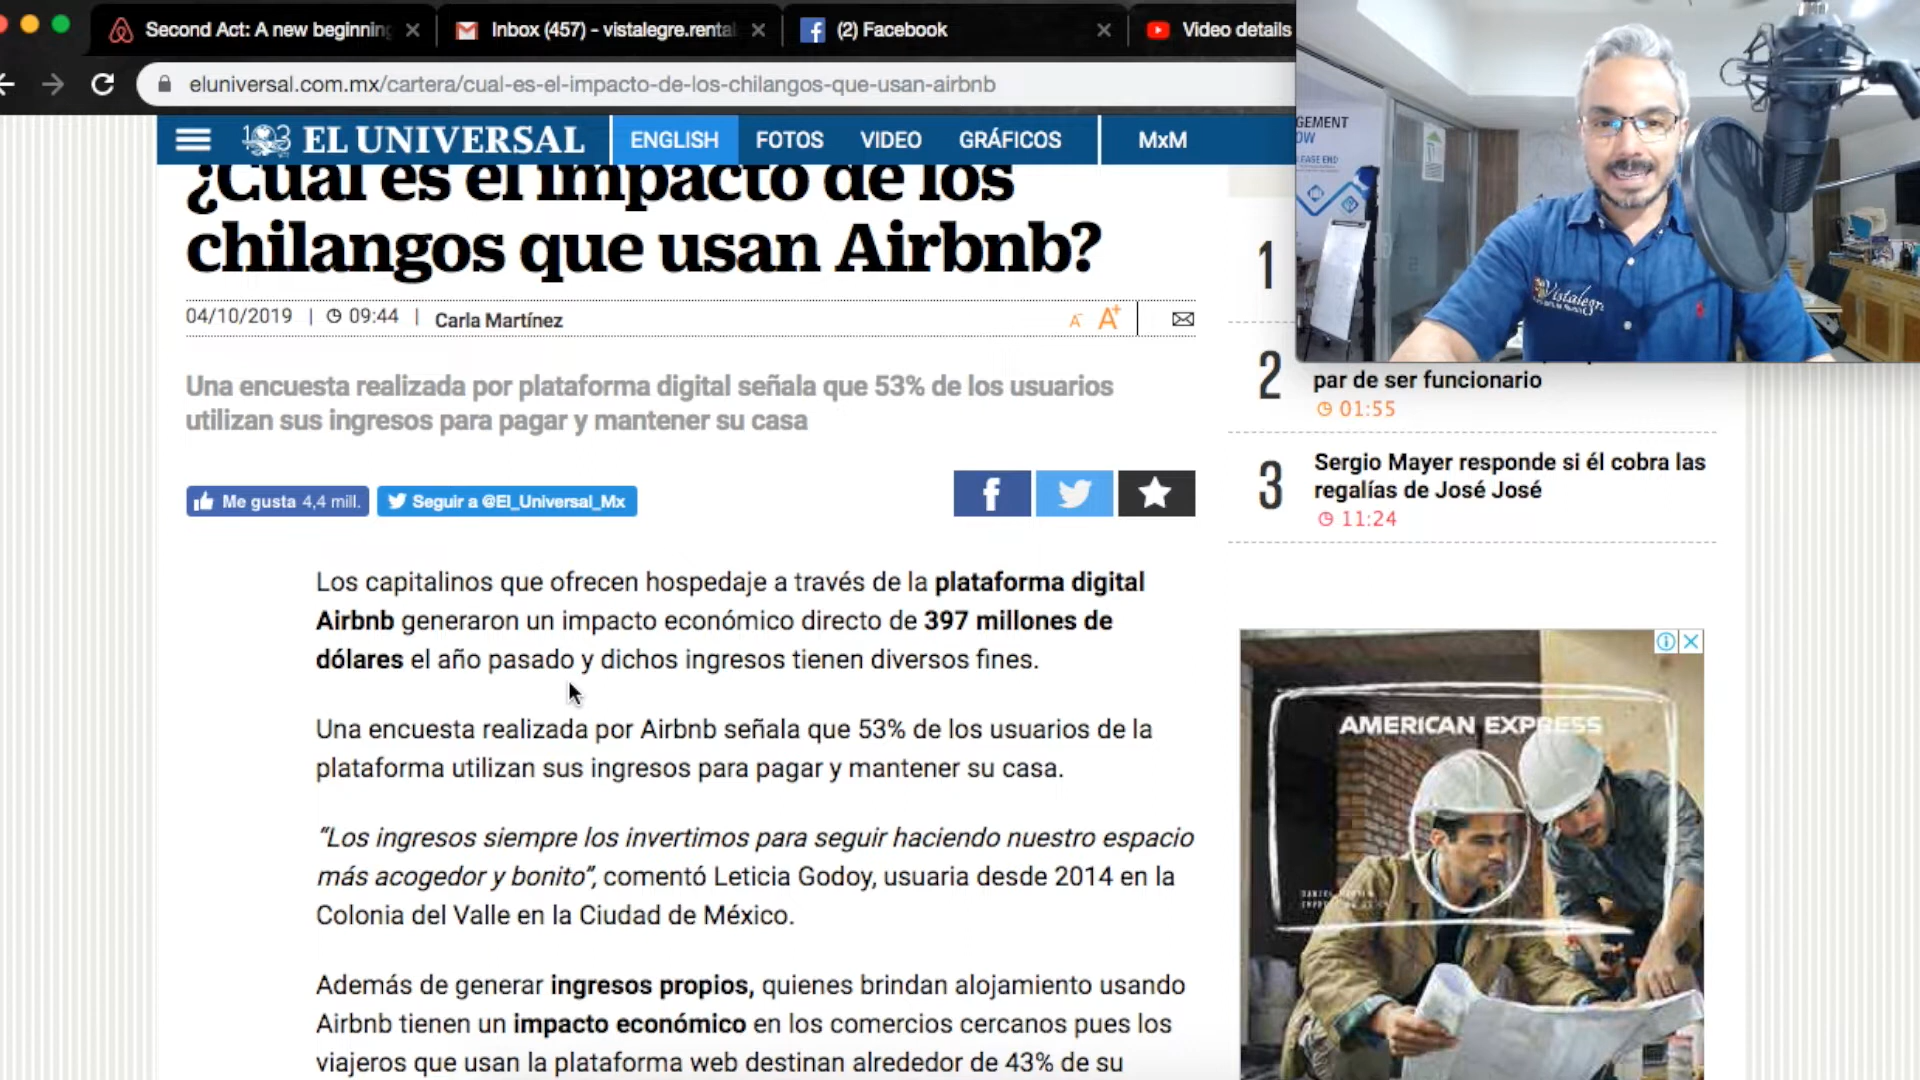 Second Act: A new beginning
Inbox (457) - vistalegre.rental
(2) Facebook
Video details
eluniversal.com.mx/cartera/cual-es-el-impacto-de-los-chilangos-que-usan-airbnb
103 EL UNIVERSAL
ENGLISH
FOTOS
VIDEO
GRÁFICOS
MxM
GEMENT
OW
LEASE END
Vistalegre
¿Cuál es el impacto de los
chilangos que usan Airbnb?
04/10/2019 | 09:44 | Carla Martínez
A- A+
Una encuesta realizada por plataforma digital señala que 53% de los usuarios
utilizan sus ingresos para pagar y mantener su casa
Me gusta 4,4 mill.
Seguir a @El_Universal_Mx
Los capitalinos que ofrecen hospedaje a través de la plataforma digital
Airbnb generaron un impacto económico directo de 397 millones de
dólares el año pasado y dichos ingresos tienen diversos fines.
Una encuesta realizada por Airbnb señala que 53% de los usuarios de la
plataforma utilizan sus ingresos para pagar y mantener su casa.
“Los ingresos siempre los invertimos para seguir haciendo nuestro espacio
más acogedor y bonito”, comentó Leticia Godoy, usuaria desde 2014 en la
Colonia del Valle en la Ciudad de México.
Además de generar ingresos propios, quienes brindan alojamiento usando
Airbnb tienen un impacto económico en los comercios cercanos pues los
viajeros que usan la plataforma web destinan alrededor de 43% de su
1
2
par de ser funcionario
01:55
3
Sergio Mayer responde si él cobra las
regalías de José José
11:24
AMERICAN EXPRESS